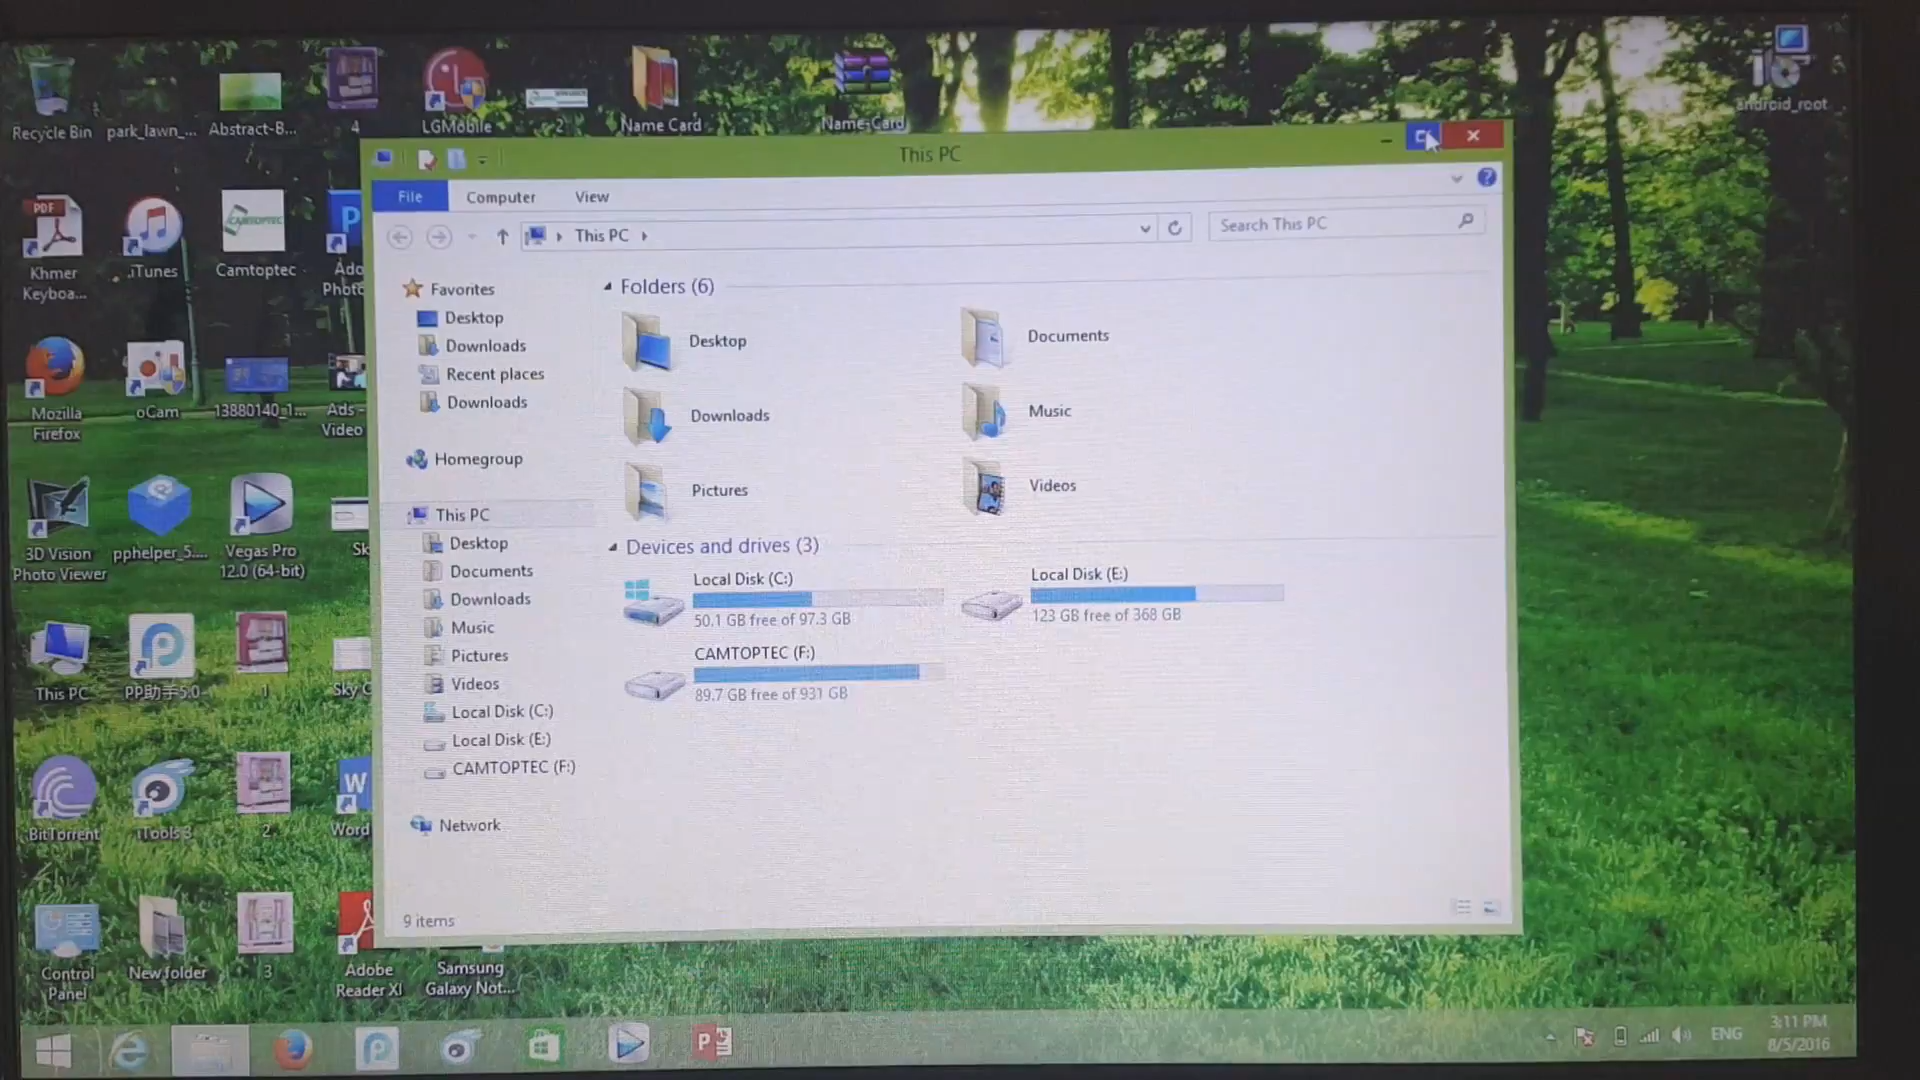 Recycle Bin
park_lawn_...
Abstract-B...
4
LGMobile
2
Name Card
Name-Card
android_root
This PC
File
Computer
View
This PC
Search This PC
PDF
Khmer
Keyboa...
iTunes
CAMTOPTEC
Camtoptec
Ado
Photo
Favorites
Desktop
Downloads
Recent places
Downloads
Homegroup
This PC
Desktop
Documents
Downloads
Music
Pictures
Videos
Local Disk (C:)
Local Disk (E:)
CAMTOPTEC (F:)
Network
Folders (6)
Desktop
Documents
Downloads
Music
Pictures
Videos
Devices and drives (3)
Local Disk (C:)
50.1 GB free of 97.3 GB
Local Disk (E:)
123 GB free of 368 GB
CAMTOPTEC (F:)
89.7 GB free of 931 GB
9 items
Mozilla
Firefox
oCam
13880140_1...
Ads -
Video
3D Vision
Photo Viewer
pphelper_5....
Vegas Pro
12.0 (64-bit)
Sk
This PC
PP助手5.0
1
Sky C
BitTorrent
iTools 3
2
Word
Control
Panel
New folder
3
Adobe
Reader XI
Samsung
Galaxy Not...
ENG
3:11 PM
8/5/2016